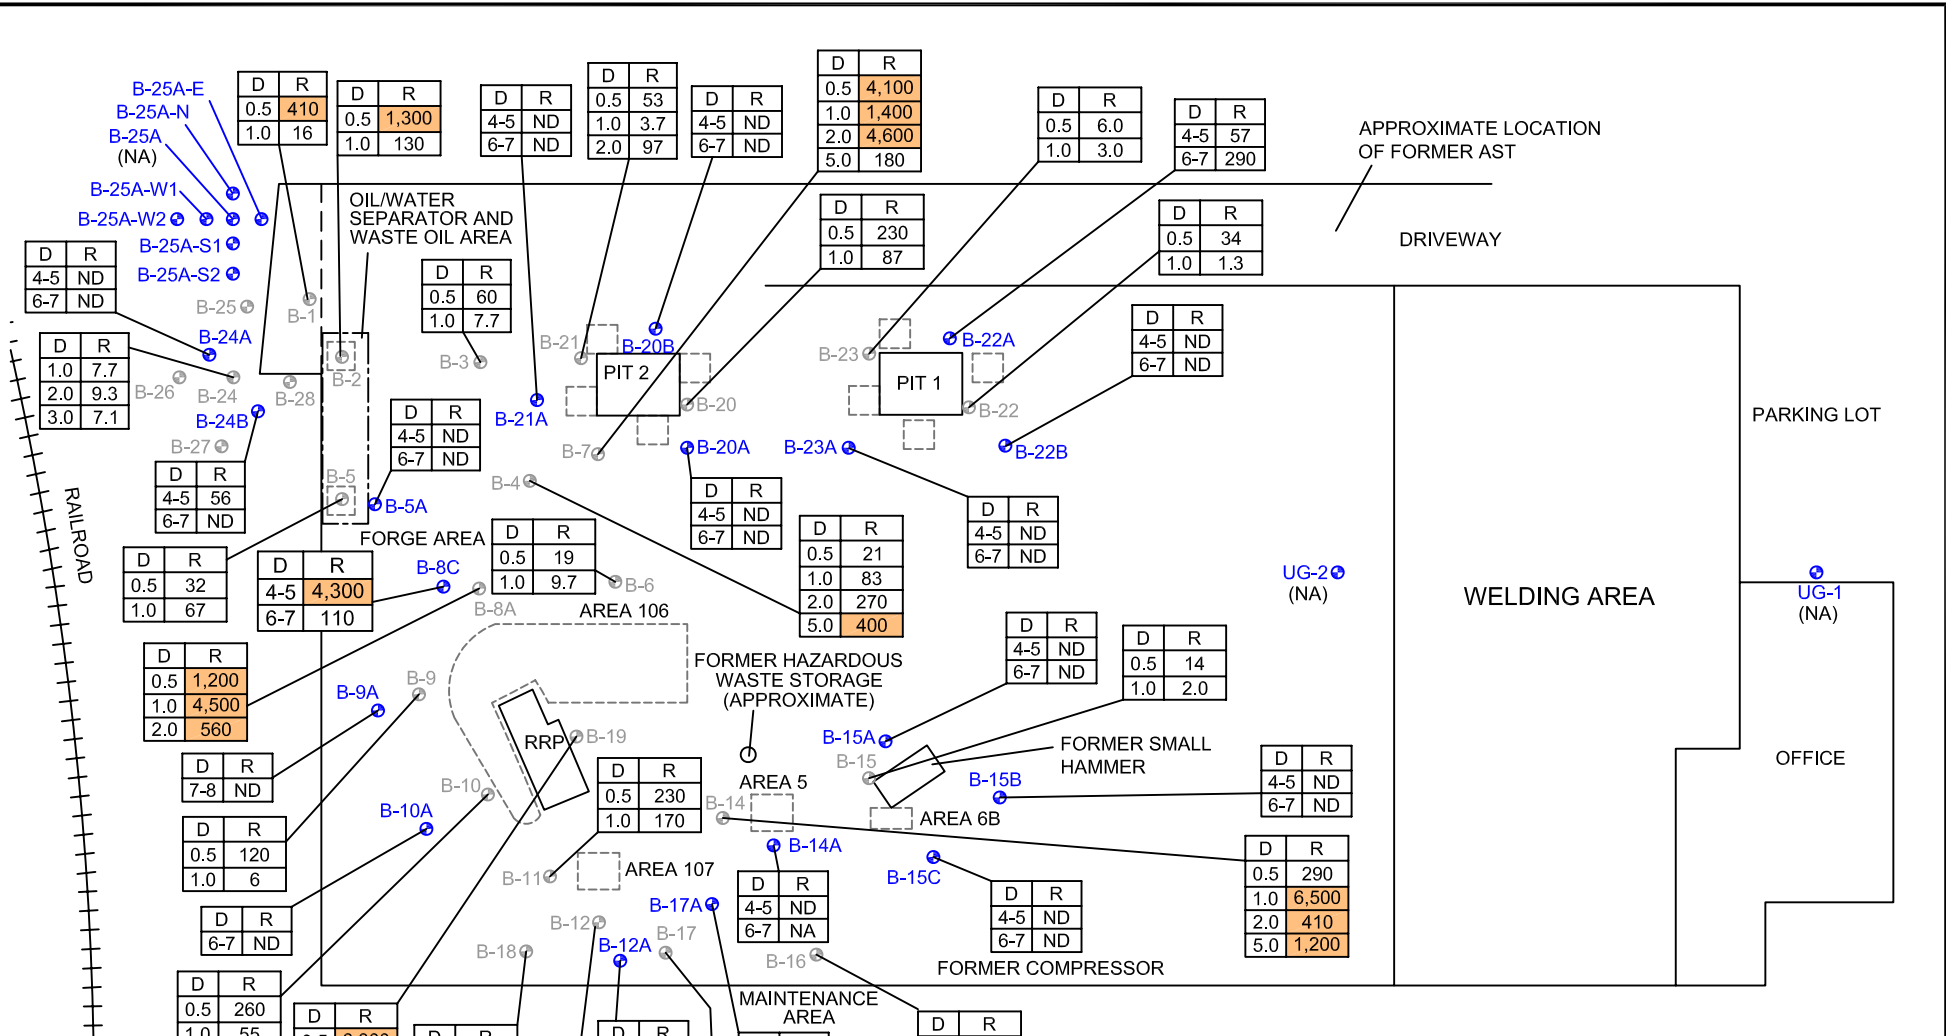 B-25A-E
B-25A-N
B-25A
(NA)
B-25A-W1
B-25A-W2
B-25A-S1
B-25A-S2
D R
0.5 410
1.0 16
D R
0.5 1,300
1.0 130
D R
4-5 ND
6-7 ND
D R
0.5 53
1.0 3.7
2.0 97
D R
4-5 ND
6-7 ND
D R
0.5 4,100
1.0 1,400
2.0 4,600
5.0 180
D R
0.5 6.0
1.0 3.0
D R
4-5 57
6-7 290
APPROXIMATE LOCATION
OF FORMER AST
DRIVEWAY
OIL/WATER
SEPARATOR AND
WASTE OIL AREA
D R
0.5 230
1.0 87
D R
0.5 34
1.0 1.3
D R
4-5 ND
6-7 ND
D R
0.5 60
1.0 7.7
B-25
B-1
B-24A
D R
1.0 7.7
2.0 9.3
3.0 7.1
B-26
B-24
B-28
B-2
B-3
B-21
B-20B
PIT 2
B-23
B-22A
PIT 1
D R
4-5 ND
6-7 ND
B-24B
B-27
B-21A
B-20
B-22
PARKING LOT
D R
4-5 ND
6-7 ND
B-7
B-20A
B-23A
B-22B
D R
4-5 56
6-7 ND
B-5
B-5A
B-4
D R
4-5 ND
6-7 ND
D R
4-5 ND
6-7 ND
RAILROAD
FORGE AREA
D R
0.5 19
1.0 9.7
D R
0.5 21
1.0 83
2.0 270
5.0 400
D R
0.5 32
1.0 67
D R
4-5 4,300
6-7 110
B-8C
B-8A
B-6
AREA 106
UG-2
(NA)
WELDING AREA
UG-1
(NA)
D R
0.5 1,200
1.0 4,500
2.0 560
B-9A
B-9
FORMER HAZARDOUS
WASTE STORAGE
(APPROXIMATE)
D R
4-5 ND
6-7 ND
D R
0.5 14
1.0 2.0
RRP
B-19
B-15A
B-15
FORMER SMALL
HAMMER
D R
7-8 ND
B-10
D R
0.5 230
1.0 170
AREA 5
B-14
B-15B
D R
4-5 ND
6-7 ND
OFFICE
B-10A
AREA 6B
D R
0.5 120
1.0 6
B-14A
B-15C
D R
0.5 290
1.0 6,500
2.0 410
5.0 1,200
B-11
AREA 107
D R
4-5 ND
6-7 NA
D R
4-5 ND
6-7 ND
D R
6-7 ND
B-17A
B-12
B-18
B-12A
B-17
B-16
FORMER COMPRESSOR
D R
0.5 260
1.0 55
MAINTENANCE
AREA
D R
D R
D R
D R